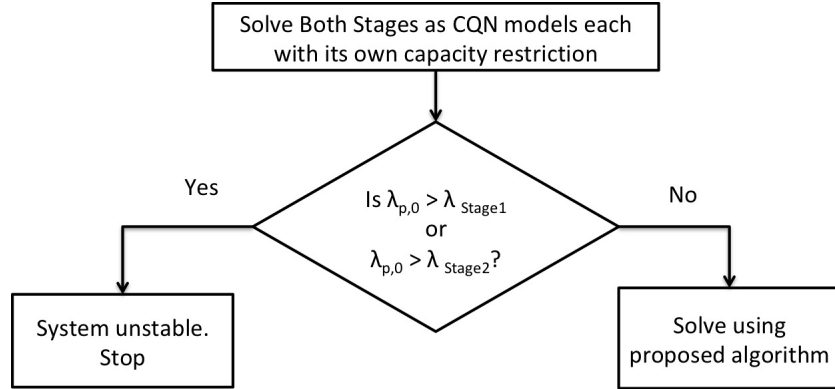 Solve Both Stages as CQN models each
with its own capacity restriction
Yes
Is λp,0 > λ Stage1
No
or
λp,0 > λ Stage2?
System unstable.
Stop
Solve using
proposed algorithm